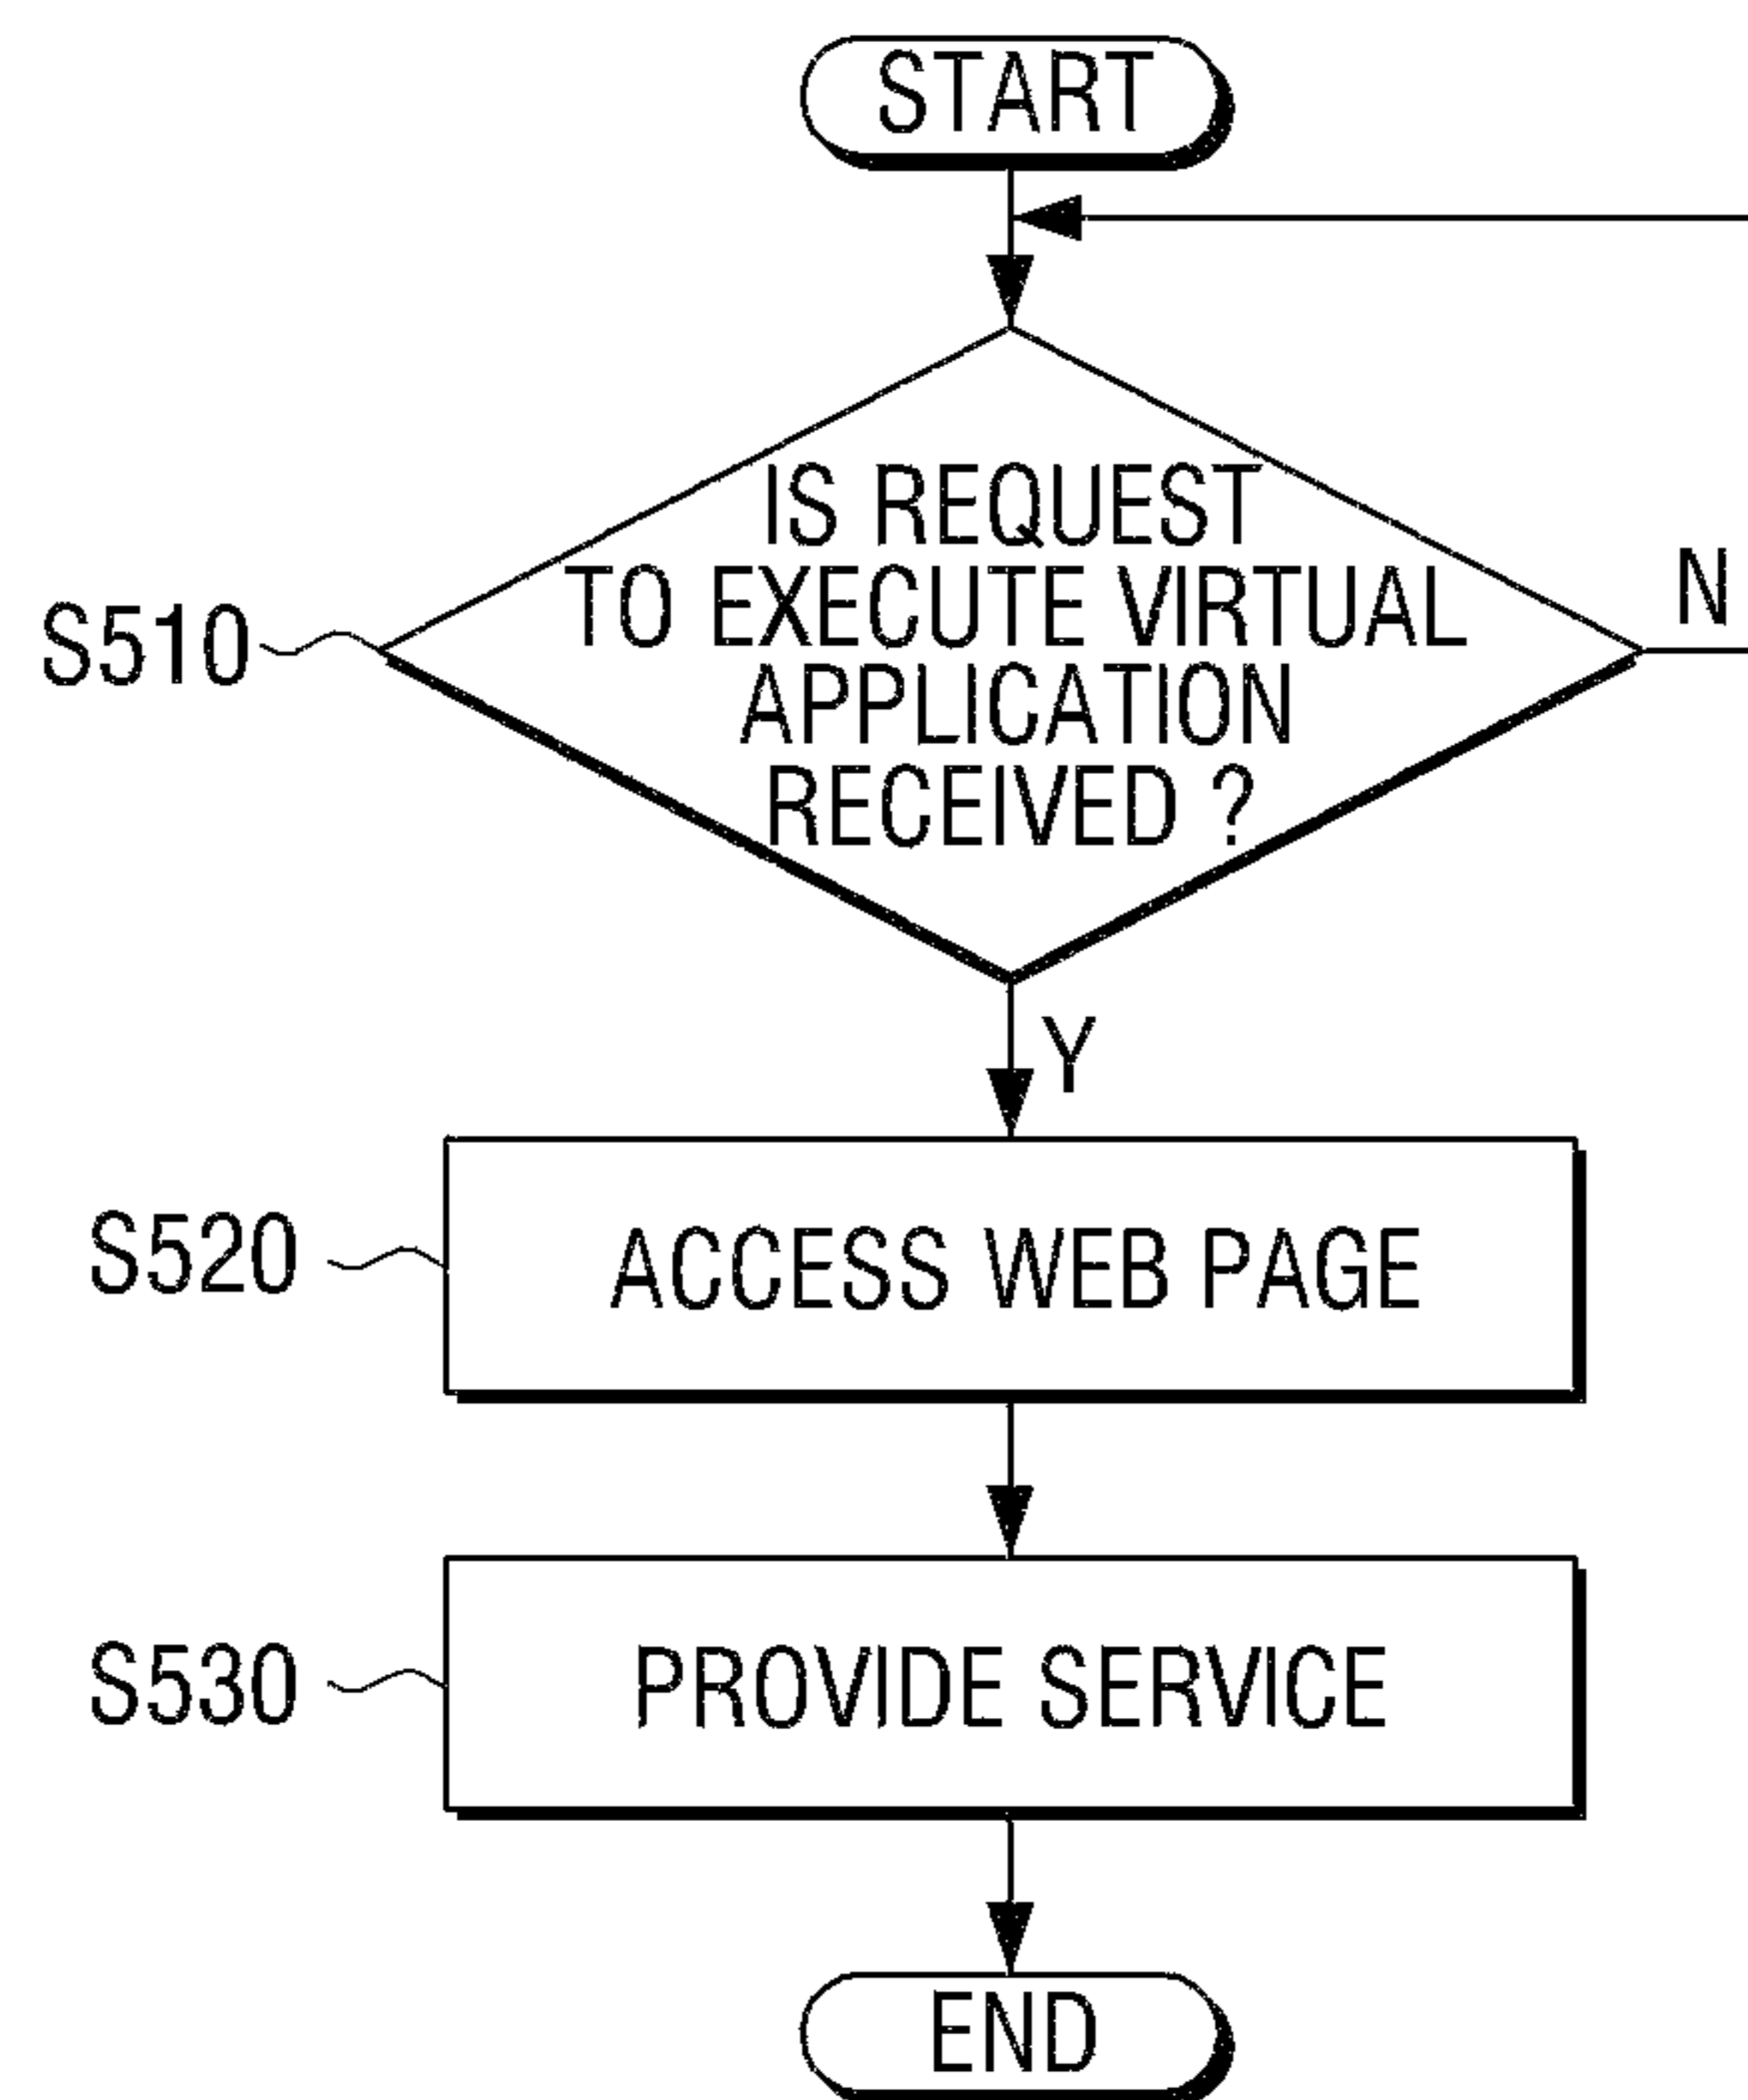 START
IS REQUEST
TO EXECUTE VIRTUAL
APPLICATION
RECEIVED ?
S510
N
Y
S520
ACCESS WEB PAGE
S530
PROVIDE SERVICE
END